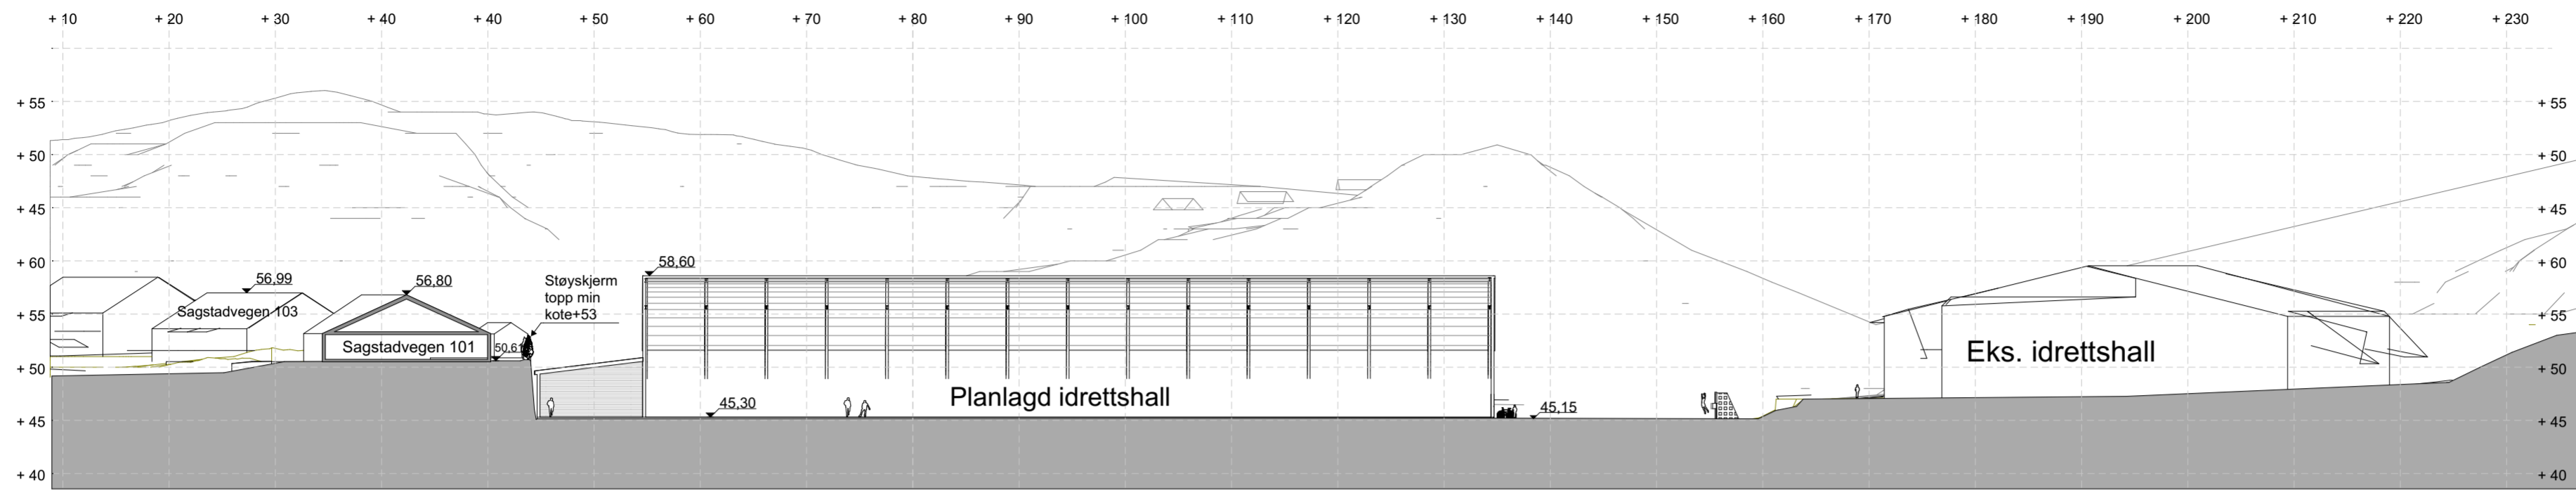 + 10 + 20 + 30 + 40 + 40 + 50 + 60 + 70 + 80 + 90 + 100 + 110 + 120 + 130 + 140 + 150 + 160 + 170 + 180 + 190 + 200 + 210 + 220 + 230
+ 55 + 55
+ 50 + 50
+ 45 + 45
+ 60 58,60 + 60
56,99 56,80 Støyskjerm
topp min
kote+53
+ 55 Sagstadvegen 103 + 55
Sagstadvegen 101 50,61 Eks. idrettshall
+ 50 + 50
45,30 Planlagd idrettshall 45,15
+ 45 + 45
+ 40 + 40